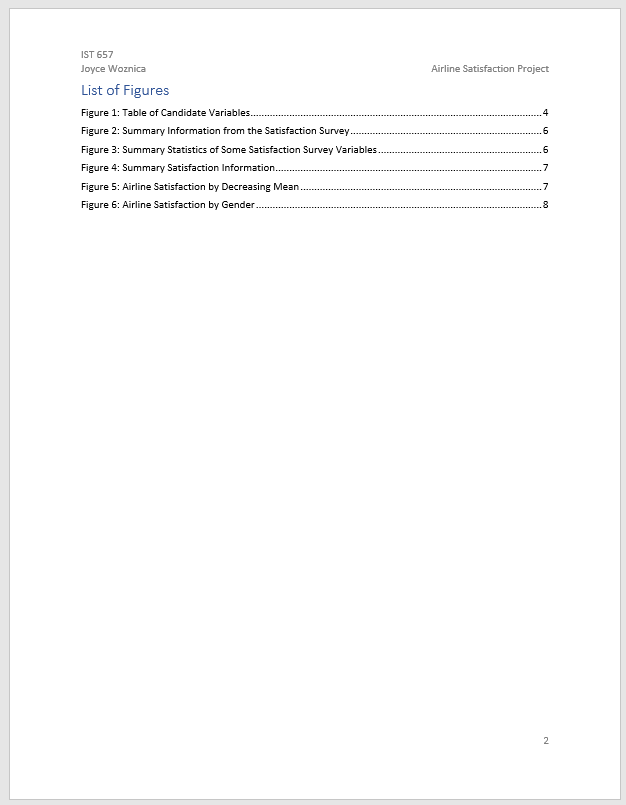 IST 657
Joyce Woznica Airline Satisfaction Project
List of Figures
Figure 1: Table of Candidate Variables....................4
Figure 2: Summary Information from the Satisfaction Survey....................6
Figure 3: Summary Statistics of Some Satisfaction Survey Variables....................6
Figure 4: Summary Satisfaction Information....................7
Figure 5: Airline Satisfaction by Decreasing Mean....................7
Figure 6: Airline Satisfaction by Gender....................8
2